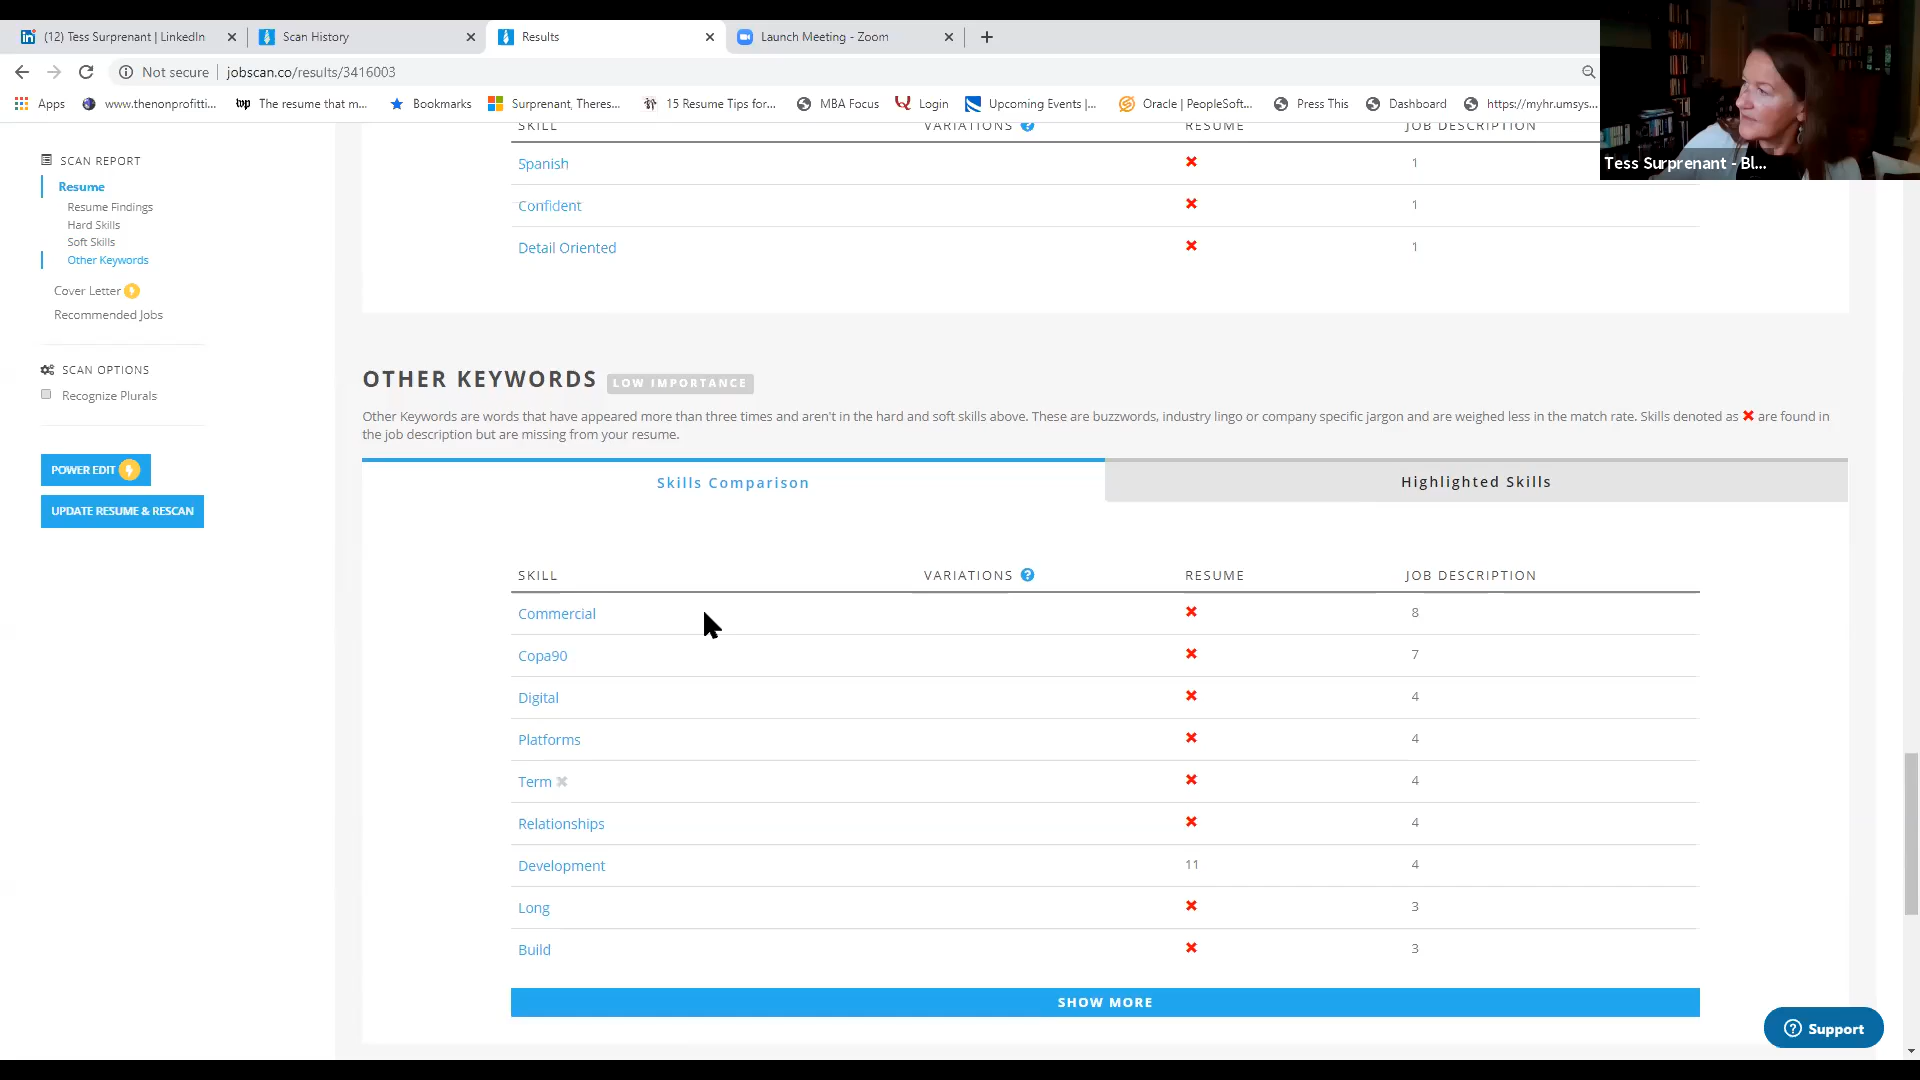 (12) Tess Surprenant | LinkedIn
Scan History
Results
Launch Meeting - Zoom
Not secure
jobscan.co/results/3416003
Apps
www.thenonprofitti...
The resume that m...
Bookmarks
Surprenant, Theres...
15 Resume Tips for...
MBA Focus
Login
Upcoming Events |...
Oracle | PeopleSoft...
Press This
Dashboard
https://myhr.umsys...
Tess Surprenant - Bl...
SCAN REPORT
Resume
Resume Findings
Hard Skills
Soft Skills
Other Keywords
Cover Letter
Recommended Jobs
SCAN OPTIONS
Recognize Plurals
POWER EDIT
UPDATE RESUME & RESCAN
SKILL VARIATIONS ? RESUME JOB DESCRIPTION
Spanish 1
Confident 1
Detail Oriented 1
OTHER KEYWORDS LOW IMPORTANCE
Other Keywords are words that have appeared more than three times and aren't in the hard and soft skills above. These are buzzwords, industry lingo or company specific jargon and are weighed less in the match rate. Skills denoted as ✖ are found in
the job description but are missing from your resume.
Skills Comparison
Highlighted Skills
SKILL VARIATIONS ? RESUME JOB DESCRIPTION
Commercial 8
Copa90 7
Digital 4
Platforms 4
Term 4
Relationships 4
Development 11 4
Long 3
Build 3
SHOW MORE
? Support